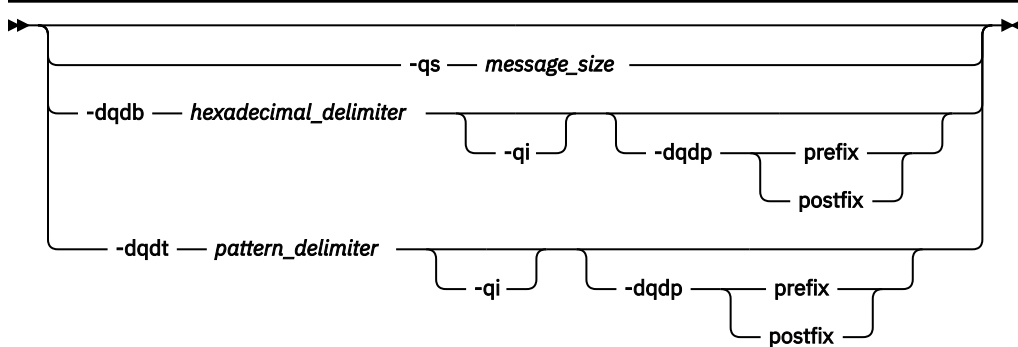 -qs message_size
-dqdb hexadecimal_delimiter
-qi -dqdp prefix
postfix
-dqdt pattern_delimiter
-qi -dqdp prefix
postfix